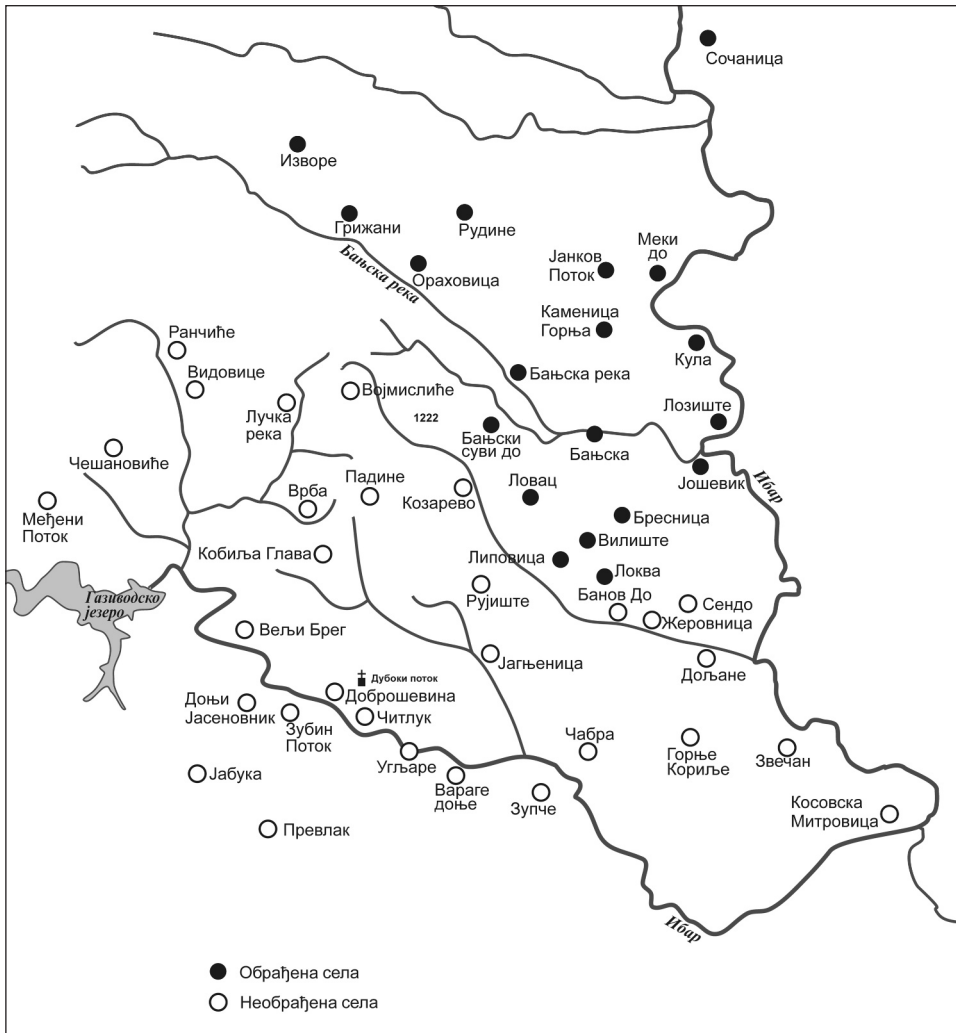 Сочаница
Изворе
Грижани
Рудине
Меки
до
Јанков
Поток
Бањска река
Ораховица
Каменица
Горња
Ранчиће
Кула
Видовице
Бањска река
Војмислиће
Лучка
река
1222
Лозиште
Бањски
суви до
Бањска
Чешановиће
Падине
Ловац
Јошевик
Ибар
Врба
Козарево
Међени
Поток
Бресница
Вилиште
Кобиља Глава
Липовица
Локва
Газиводско
језеро
Рујиште
Банов До
Сендо
Жеровница
Вељи Брег
Јагњеница
Дољане
Дубоки поток
Доброшевина
Доњи
Јасеновник
Читлук
Зубин
Поток
Чабра
Горње
Кориље
Звечан
Угљаре
Јабука
Вараге
доње
Зупче
Косовска
Митровица
Превлак
Ибар
Обрађена села
Необрађена села